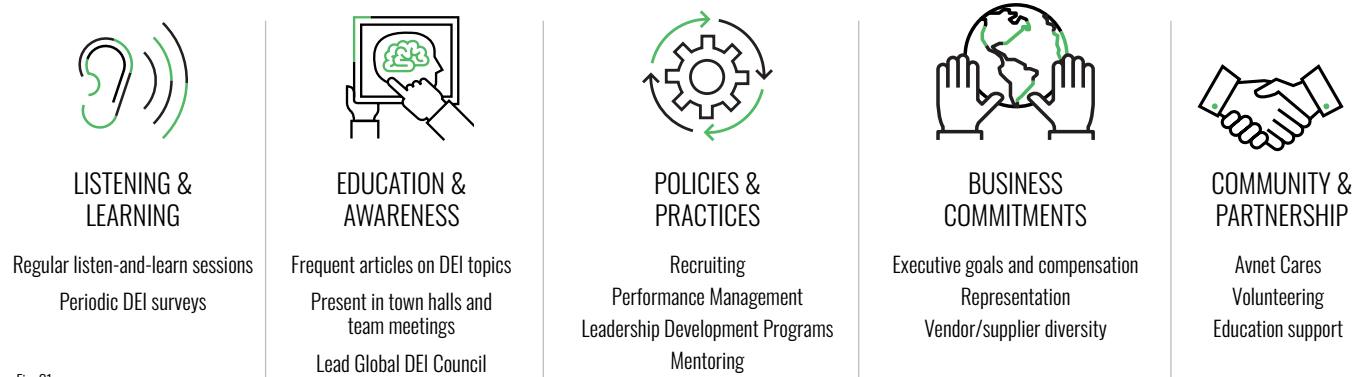 LISTENING &
LEARNING
Regular listen-and-learn sessions
Periodic DEI surveys
EDUCATION &
AWARENESS
Frequent articles on DEI topics
Present in town halls and
team meetings
Lead Global DEI Council
POLICIES &
PRACTICES
Recruiting
Performance Management
Leadership Development Programs
Mentoring
BUSINESS
COMMITMENTS
Executive goals and compensation
Representation
Vendor/supplier diversity
COMMUNITY &
PARTNERSHIP
Avnet Cares
Volunteering
Education support